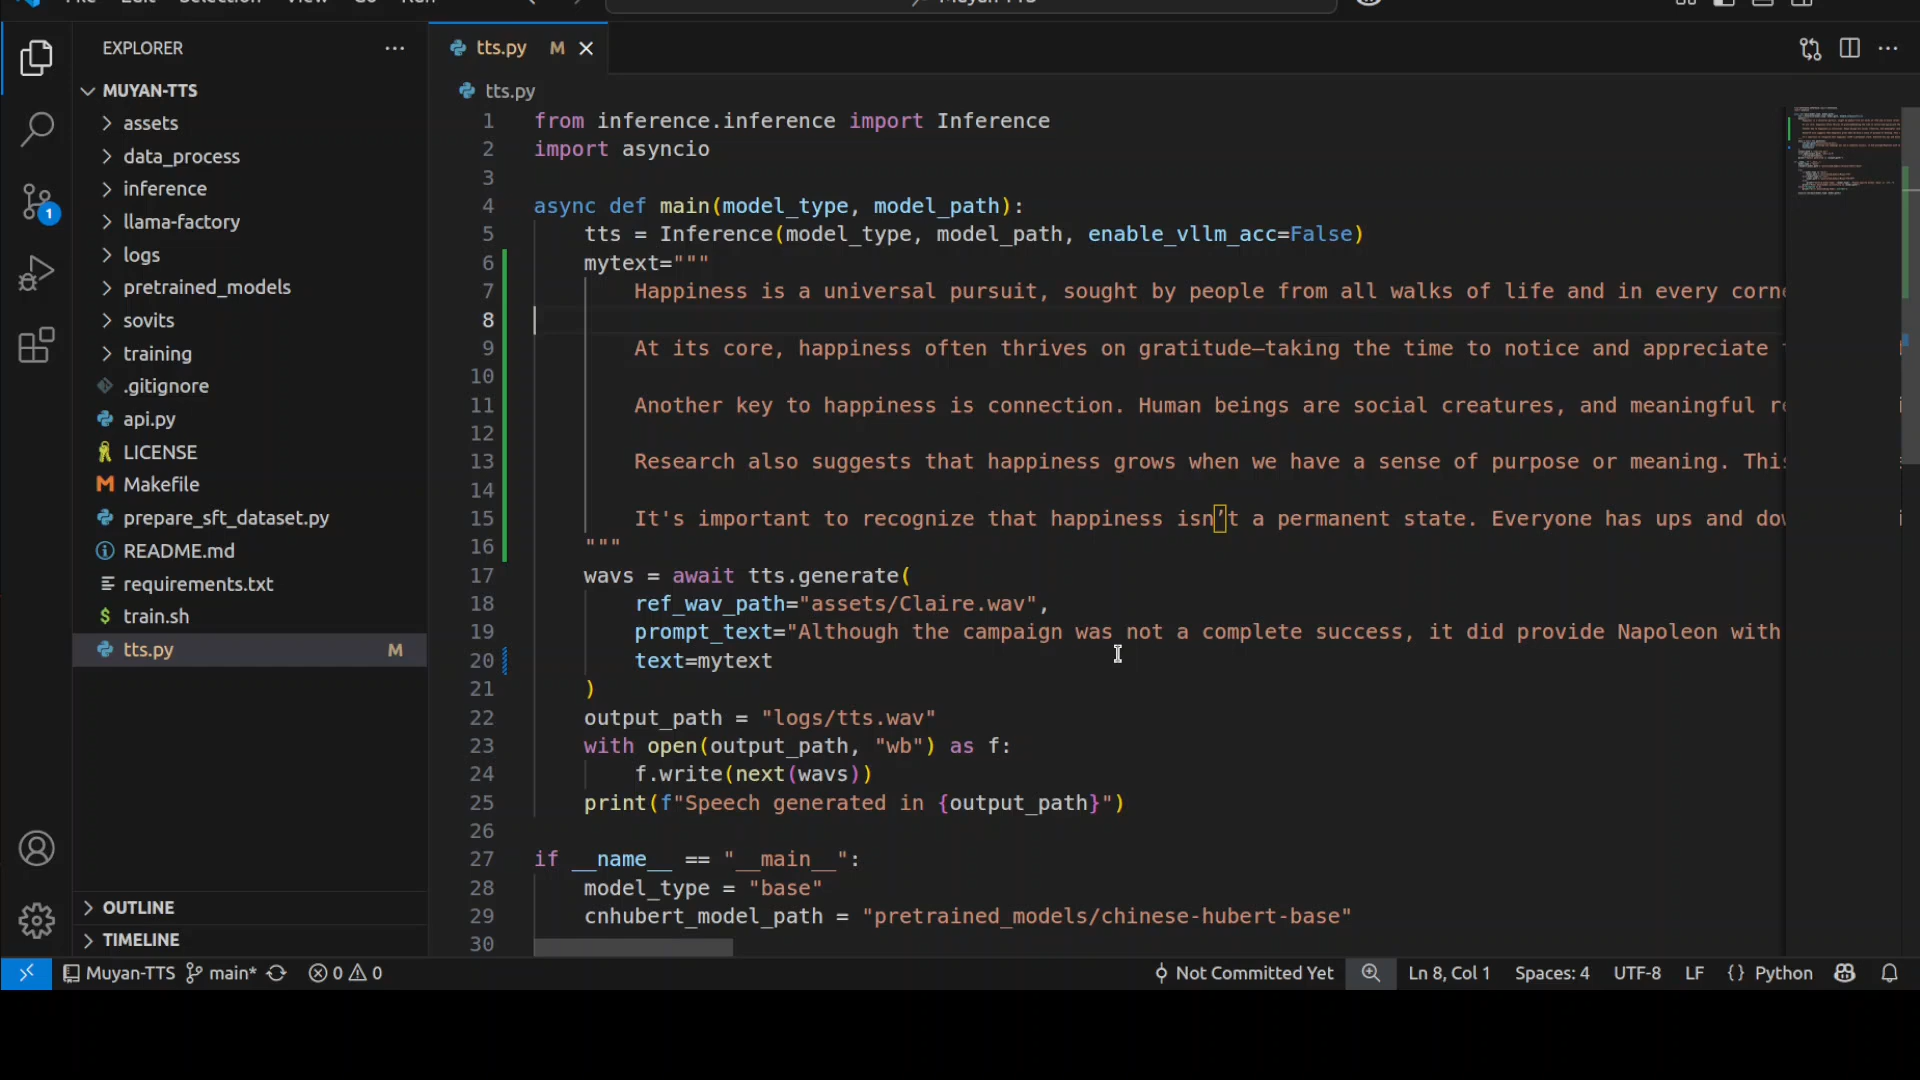 EXPLORER
MUYAN-TTS
assets
data_process
inference
llama-factory
logs
pretrained_models
sovits
training
.gitignore
api.py
LICENSE
Makefile
prepare_sft_dataset.py
README.md
requirements.txt
train.sh
tts.py M
OUTLINE
TIMELINE
tts.py M
tts.py
1 from inference.inference import Inference
2 import asyncio
3
4 async def main(model_type, model_path):
5 tts = Inference(model_type, model_path, enable_vllm_acc=False)
6 mytext="""
7 Happiness is a universal pursuit, sought by people from all walks of life and in every
8
9 At its core, happiness often thrives on gratitude—taking the time to notice and appreciate
10
11 Another key to happiness is connection. Human beings are social creatures, and meaningful
12
13 Research also suggests that happiness grows when we have a sense of purpose or meaning.
14
15 It's important to recognize that happiness isn’t a permanent state. Everyone has ups and
16 """
17 wavs = await tts.generate(
18 ref_wav_path="assets/Claire.wav",
19 prompt_text="Although the campaign was not a complete success, it did provide Napoleon with
20 text=mytext
21 )
22 output_path = "logs/tts.wav"
23 with open(output_path, "wb") as f:
24 f.write(next(wavs))
25 print(f"Speech generated in {output_path}")
26
27 if __name__ == "__main__":
28 model_type = "base"
29 cnhubert_model_path = "pretrained_models/chinese-hubert-base"
30
1
Muyan-TTS main* 0 0 Not Committed Yet Ln 8, Col 1 Spaces: 4 UTF-8 LF {} Python